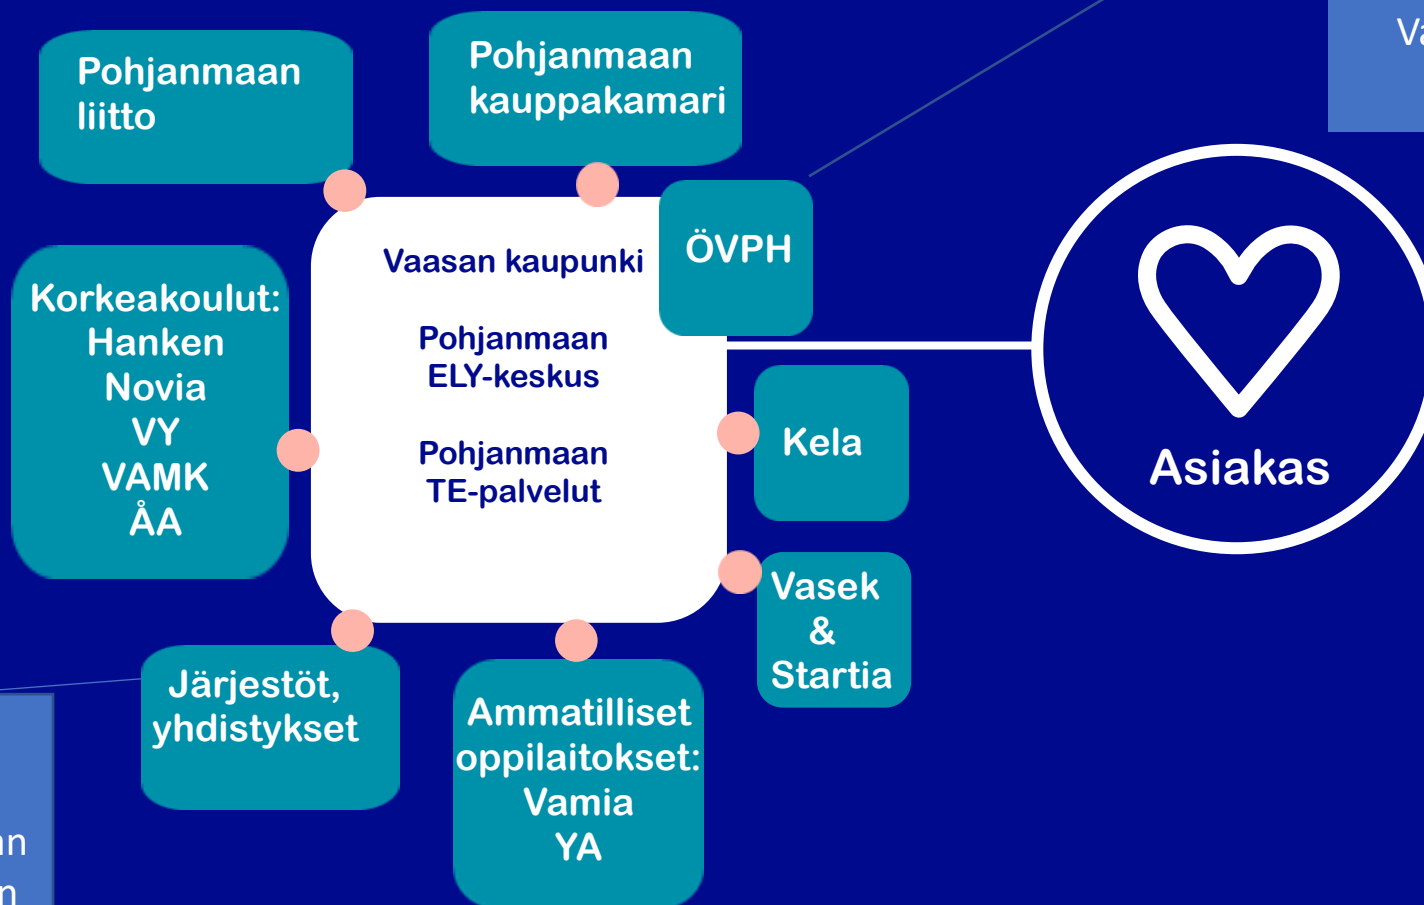 Pohjanmaan
liitto
Pohjanmaan
kauppakamari
ÖVPH
Vaasan kaupunki
Pohjanmaan
ELY-keskus
Pohjanmaan
TE-palvelut
Korkeakoulut:
Hanken
Novia
VY
VAMK
ÅA
Kela
Asiakas
Vasek
&
Startia
Järjestöt,
yhdistykset
Ammatilliset
oppilaitokset:
Vamia
YA